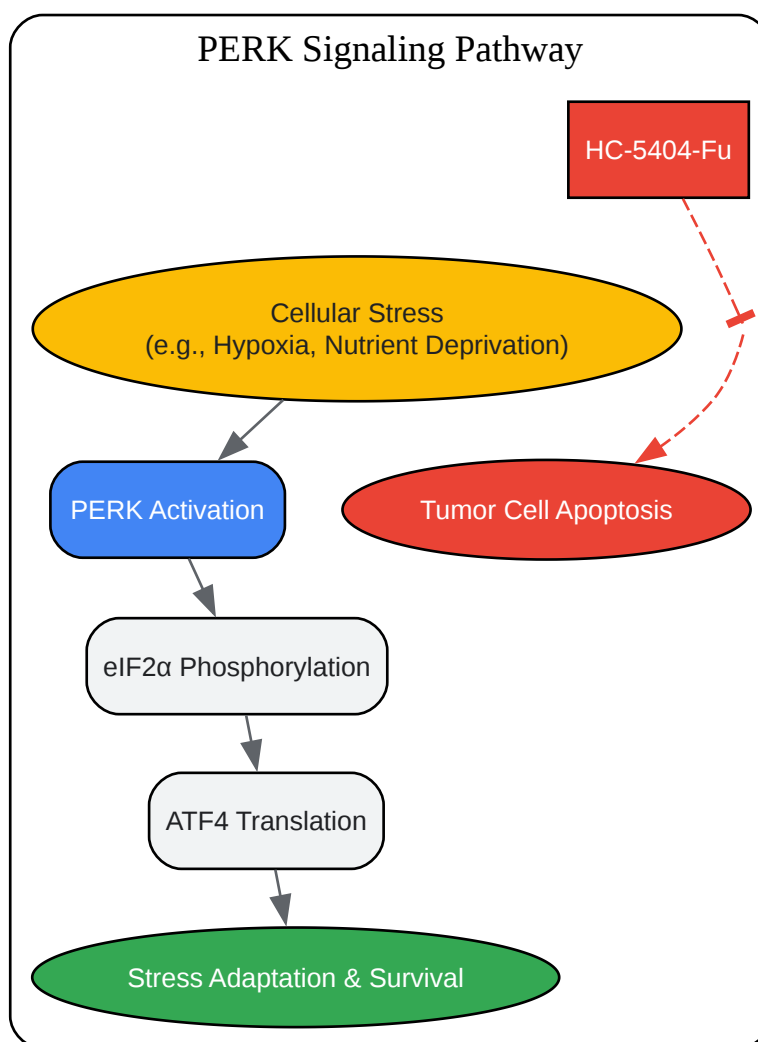 PERK Signaling Pathway
HC-5404-Fu
Cellular Stress
(e.g., Hypoxia, Nutrient Deprivation)
PERK Activation
Tumor Cell Apoptosis
eIF2α Phosphorylation
ATF4 Translation
Stress Adaptation & Survival